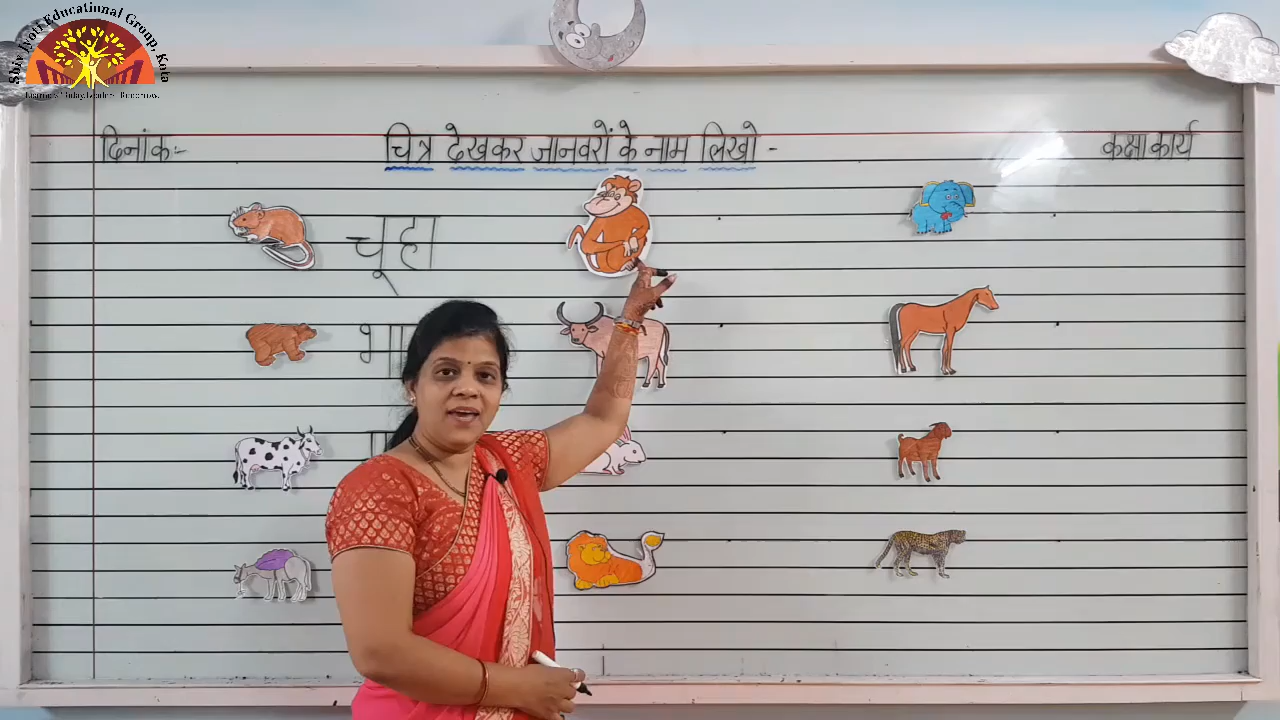 Shiv Jyoti Educational Group, Kota
दिनांक:-
चित्र देखकर जानवरों के नाम लिखो -
कक्षा कार्य
चूहा